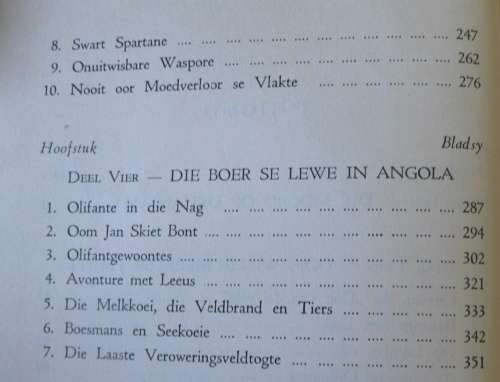 8. Swart Spartane .... .... .... .... .... .... .... .... .... .... 247
9. Onuitwisbare Waspore .... .... .... .... .... .... .... .... .... 262
10. Nooit oor Moedverloor se Vlakte .... .... .... .... .... .... 276
Hoofstuk Bladsy
DEEL VIER — DIE BOER SE LEWE IN ANGOLA
1. Olifante in die Nag .... .... .... .... .... .... .... .... .... 287
2. Oom Jan Skiet Bont .... .... .... .... .... .... .... .... .... 294
3. Olifantgewoontes .... .... .... .... .... .... .... .... .... .... 302
4. Avonture met Leeus .... .... .... .... .... .... .... .... .... 321
5. Die Melkkoei, die Veldbrand en Tiers .... .... .... .... .... 333
6. Boesmans en Seekoeie .... .... .... .... .... .... .... .... .... 342
7. Die Laaste Veroweringsveldtogte .... .... .... .... .... .... 351